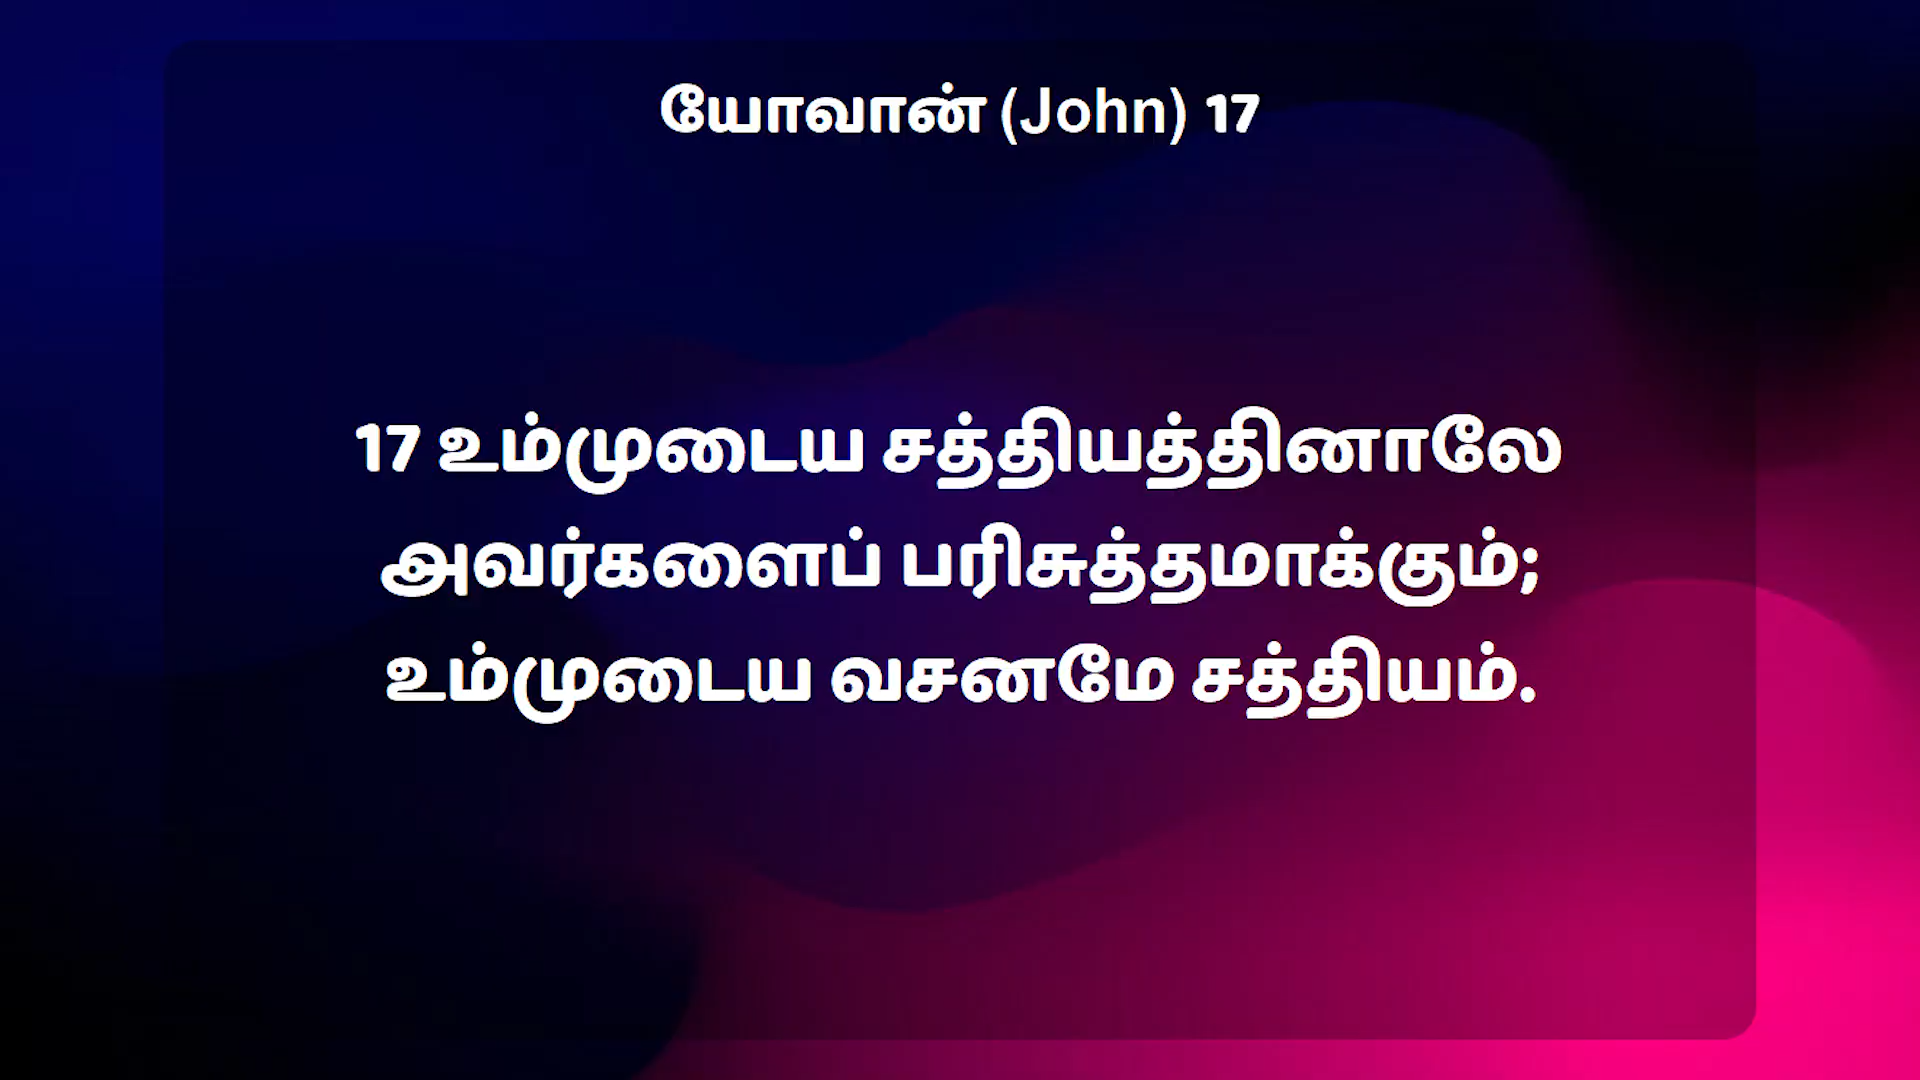 யோவான் (John) 17
17 உம்முடைய சத்தியத்தினாலே
அவர்களைப் பரிசுத்தமாக்கும்;
உம்முடைய வசனமே சத்தியம்.